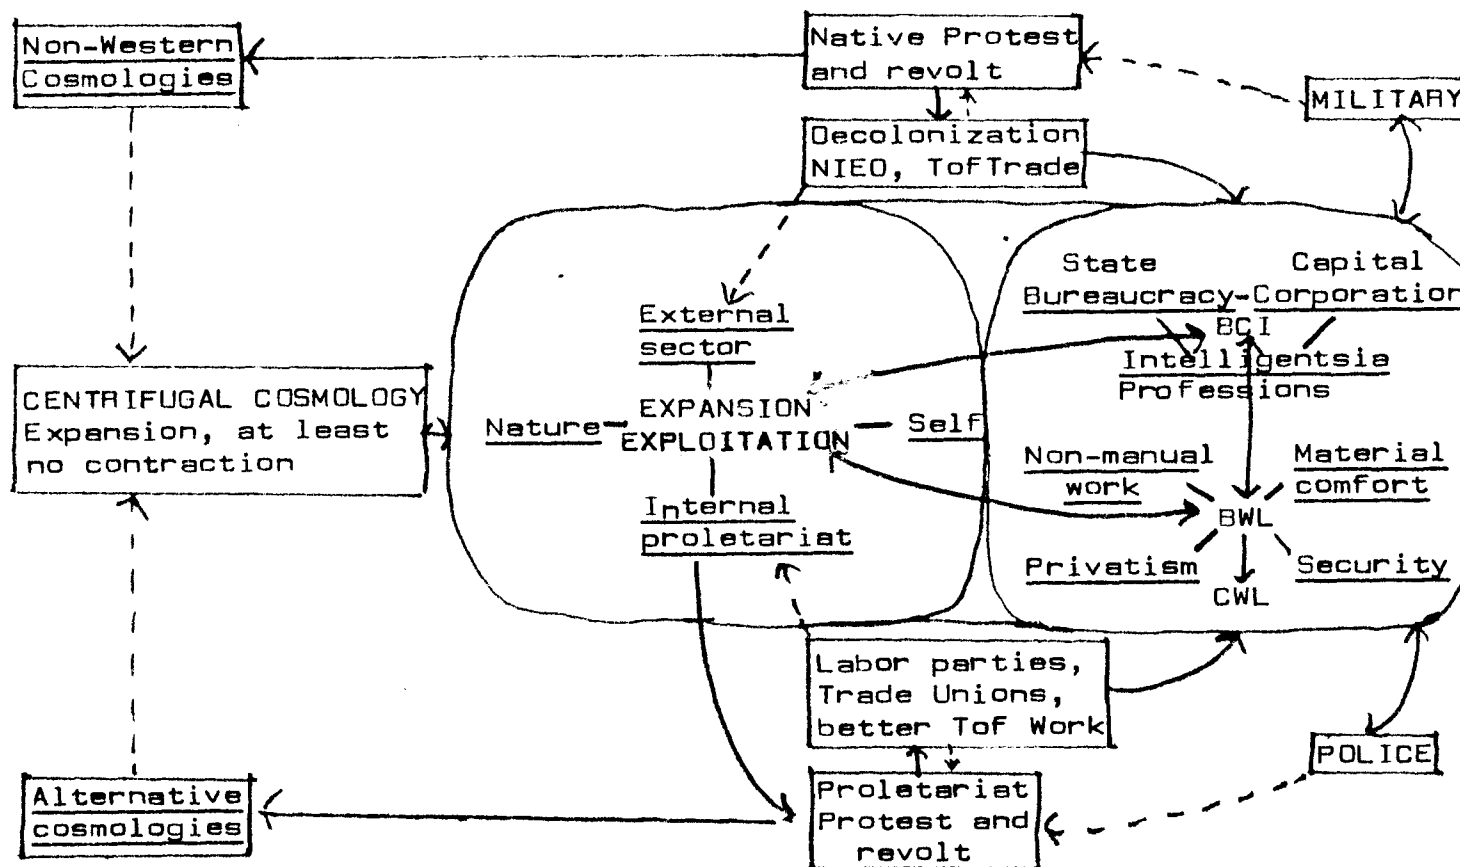 Non-Western
Cosmologies
Native Protest
and revolt
MILITARY
Decolonization
NIEO, TofTrade
State
Bureaucracy-
Capital
Corporation
BCI
Intelligentsia
Professions
External
sector
CENTRIFUGAL COSMOLOGY
Expansion, at least
no contraction
Nature
EXPANSION
EXPLOITATION
Self
Non-manual
work
Material
comfort
BWL
Internal
proletariat
Privatism
Security
CWL
Labor parties,
Trade Unions,
better Tof Work
POLICE
Alternative
cosmologies
Proletariat
Protest and
revolt